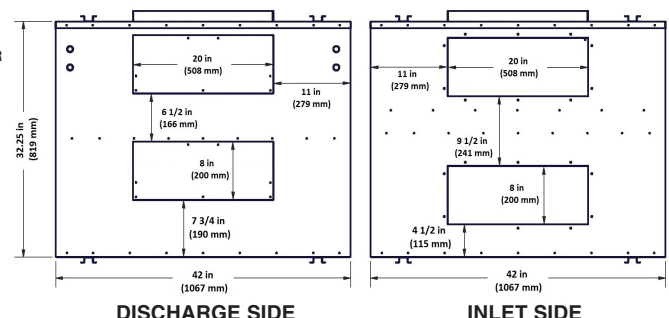 20 in
(508 mm)
11 in
(279 mm)
6 1/2 in
(166 mm)
32.25 in
(819 mm)
8 in
(200 mm)
7 3/4 in
(190 mm)
42 in
(1067 mm)
DISCHARGE SIDE
20 in
(508 mm)
11 in
(279 mm)
9 1/2 in
(241 mm)
8 in
(200 mm)
4 1/2 in
(115 mm)
42 in
(1067 mm)
INLET SIDE